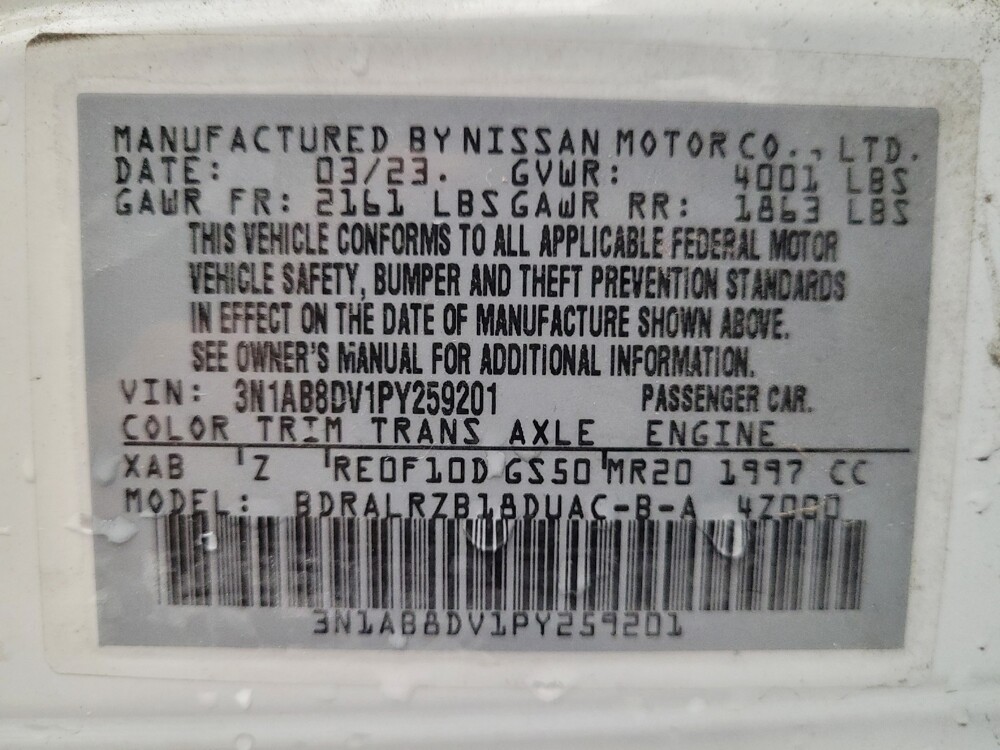 MANUFACTURED BY NISSAN MOTOR CO., LTD.
DATE: 03/23. GVWR: 4001 LBS
GAWR FR: 2161 LBS GAWR RR: 1863 LBS
THIS VEHICLE CONFORMS TO ALL APPLICABLE FEDERAL MOTOR
VEHICLE SAFETY, BUMPER AND THEFT PREVENTION STANDARDS
IN EFFECT ON THE DATE OF MANUFACTURE SHOWN ABOVE.
SEE OWNER'S MANUAL FOR ADDITIONAL INFORMATION.
VIN: 3N1AB8DV1PY259201 PASSENGER CAR.
COLOR TRIM TRANS AXLE ENGINE
XAB Z RE0F10D GS50 MR20 1997 CC
MODEL: BDRALRZB18DUAC-B-A 4Z000
3N1AB8DV1PY259201